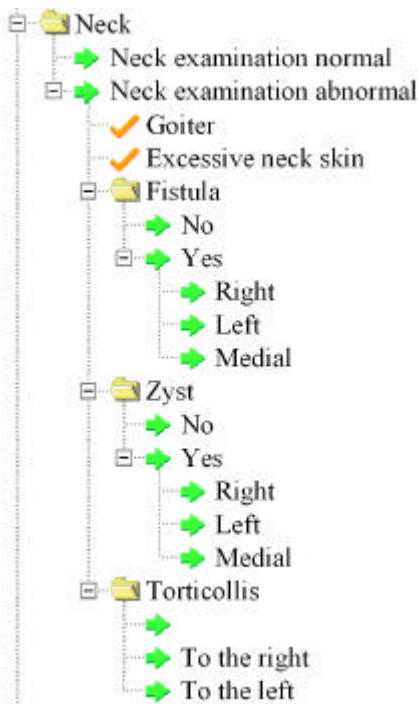 Neck
Neck examination normal
Neck examination abnormal
Goiter
Excessive neck skin
Fistula
No
Yes
Right
Left
Medial
Zyst
No
Yes
Right
Left
Medial
Torticollis
To the right
To the left